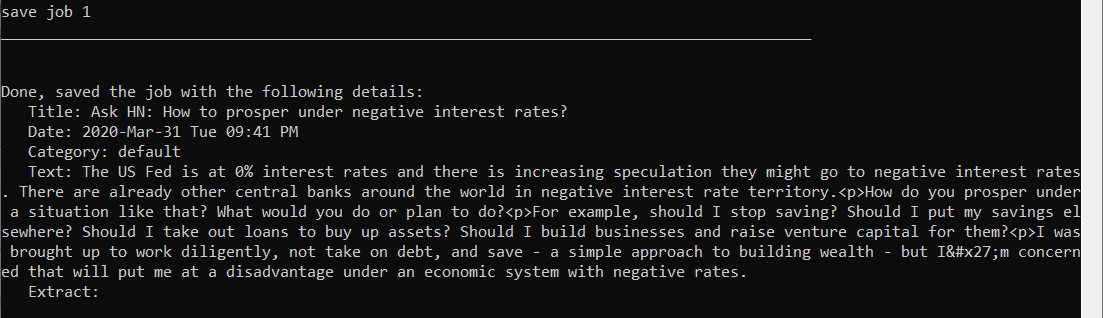 save job 1
____________________________________________________________________________________________________
Done, saved the job with the following details:
Title: Ask HN: How to prosper under negative interest rates?
Date: 2020-Mar-31 Tue 09:41 PM
Category: default
Text: The US Fed is at 0% interest rates and there is increasing speculation they might go to negative interest rates
. There are already other central banks around the world in negative interest rate territory.<p>How do you prosper under
a situation like that? What would you do or plan to do?<p>For example, should I stop saving? Should I put my savings el
sewhere? Should I take out loans to buy up assets? Should I build businesses and raise venture capital for them?<p>I was
brought up to work diligently, not take on debt, and save - a simple approach to building wealth - but I&#x27;m concern
ed that will put me at a disadvantage under an economic system with negative rates.
Extract: